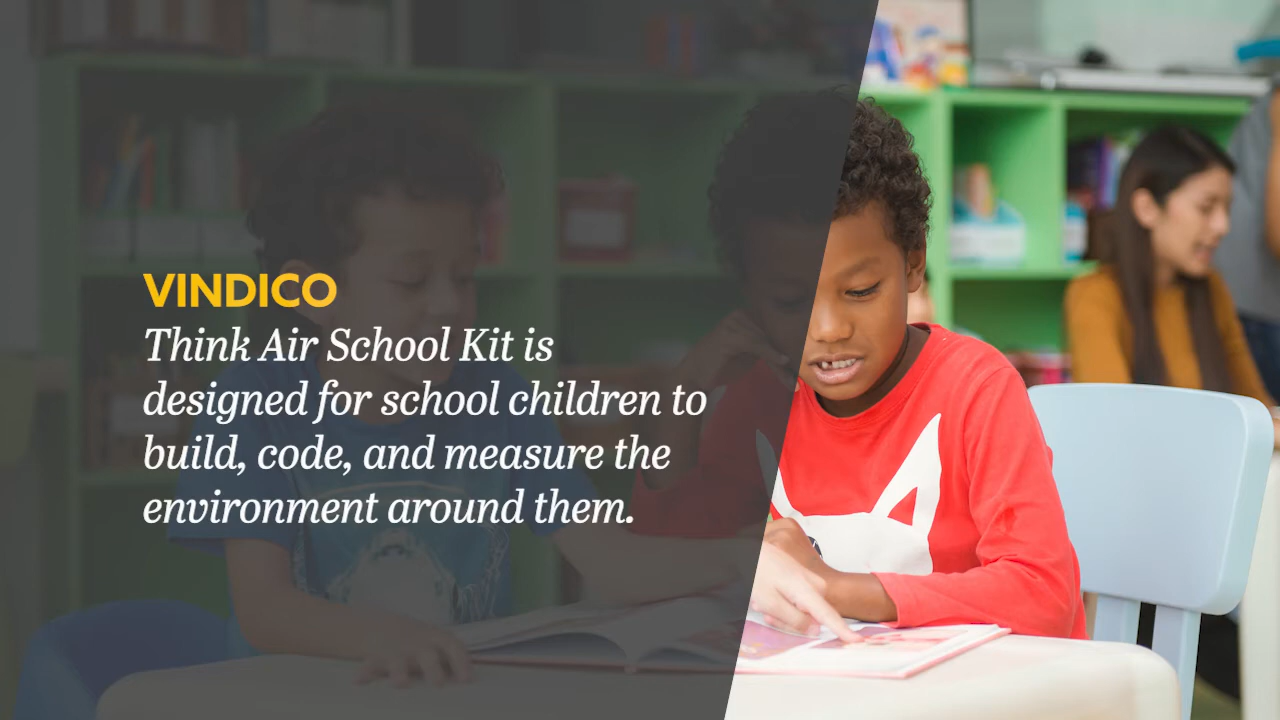 VINDICO
Think Air School Kit is
designed for school children to
build, code, and measure the
environment around them.